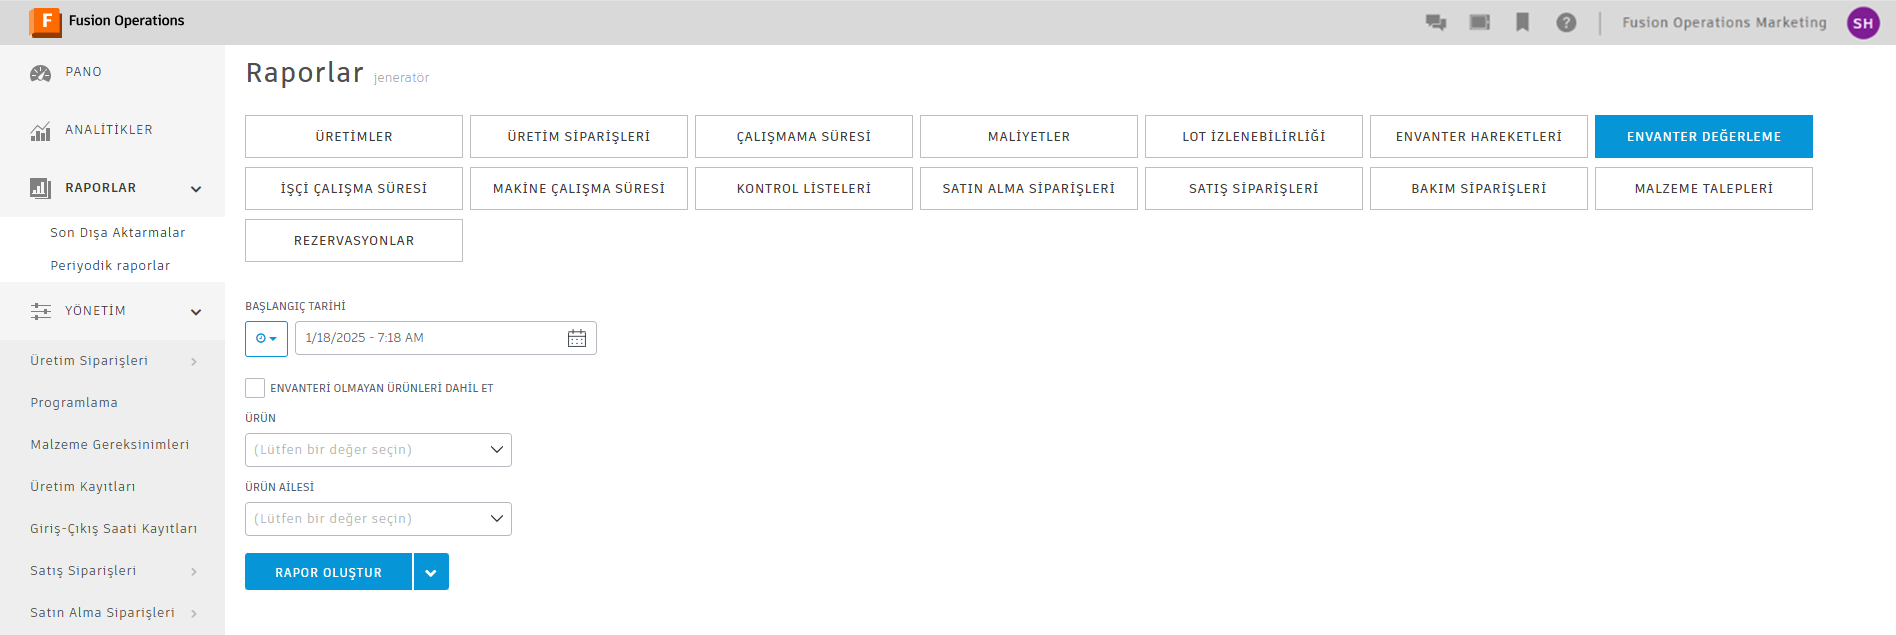 Fusion Operations
Fusion Operations Marketing
SH
PANO
ANALİTİKLER
RAPORLAR
Son Dışa Aktarmalar
Periyodik raporlar
YÖNETİM
Üretim Siparişleri
Programlama
Malzeme Gereksinimleri
Üretim Kayıtları
Giriş-Çıkış Saati Kayıtları
Satış Siparişleri
Satın Alma Siparişleri
Raporlar jeneratör
ÜRETİMLER
ÜRETİM SİPARİŞLERİ
ÇALIŞMAMA SÜRESİ
MALİYETLER
LOT İZLENEBİLİRLİĞİ
ENVANTER HAREKETLERİ
ENVANTER DEĞERLEME
İŞÇİ ÇALIŞMA SÜRESİ
MAKİNE ÇALIŞMA SÜRESİ
KONTROL LİSTELERİ
SATIN ALMA SİPARİŞLERİ
SATIŞ SİPARİŞLERİ
BAKIM SİPARİŞLERİ
MALZEME TALEPLERİ
REZERVASYONLAR
BAŞLANGIÇ TARİHİ
1/18/2025 - 7:18 AM
ENVANTERİ OLMAYAN ÜRÜNLERİ DAHİL ET
ÜRÜN
(Lütfen bir değer seçin)
ÜRÜN AİLESİ
(Lütfen bir değer seçin)
RAPOR OLUŞTUR